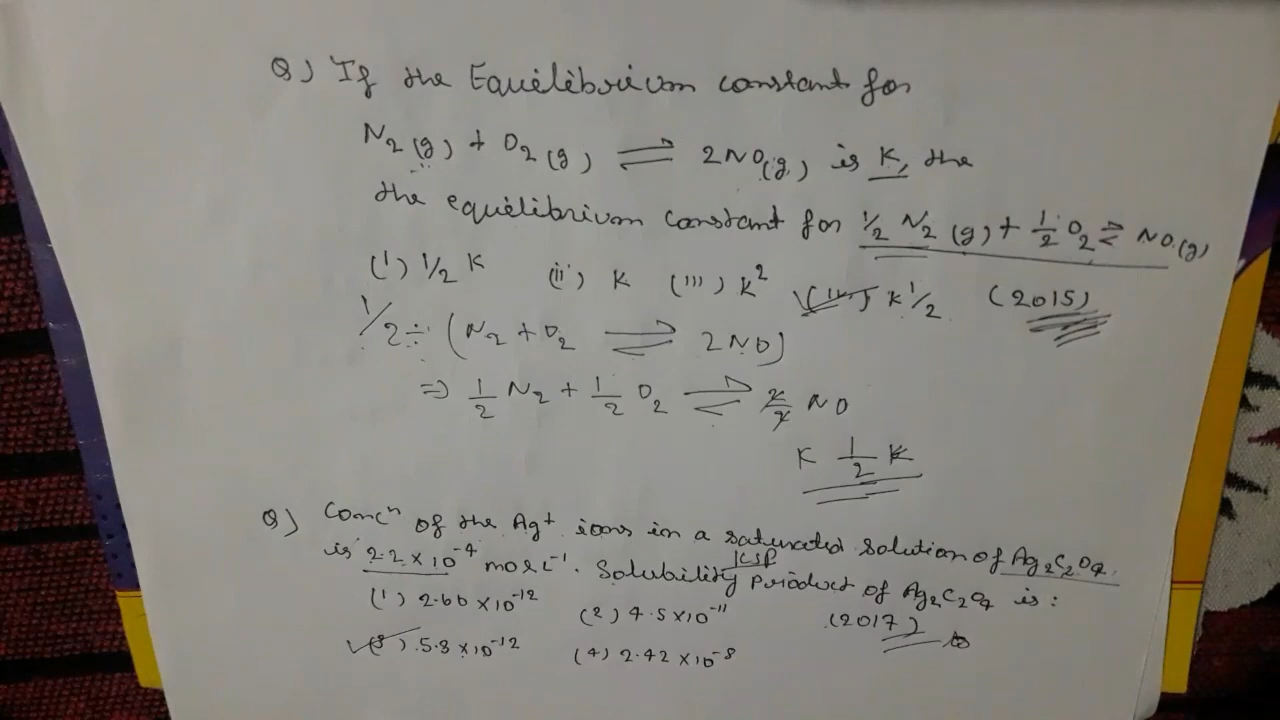 Q) If the Equilibrium constant for
N2(g) + O2(g) ⇌ 2NO(g) is K, the
the equilibrium constant for 1/2 N2 (g) + 1/2 O2 ⇌ NO(g)
(i) 1/2 K (ii) K (iii) K² (iv) K1/2 (2015)
1/2 ÷ (N2 + O2 ⇌ 2NO)
⇒ 1/2 N2 + 1/2 O2 ⇌ 2/2 NO
K 1/2 K
Q) Concⁿ of the Ag⁺ ions in a saturated solution of Ag2C2O4
is 2.2 × 10⁻⁴ mol L⁻¹. Solubility product of Ag2C2O4 is:
KSP
(1) 2.66 × 10⁻¹² (2) 4.5 × 10⁻¹¹ (2017)
(3) 5.3 × 10⁻¹² (4) 2.42 × 10⁻⁸